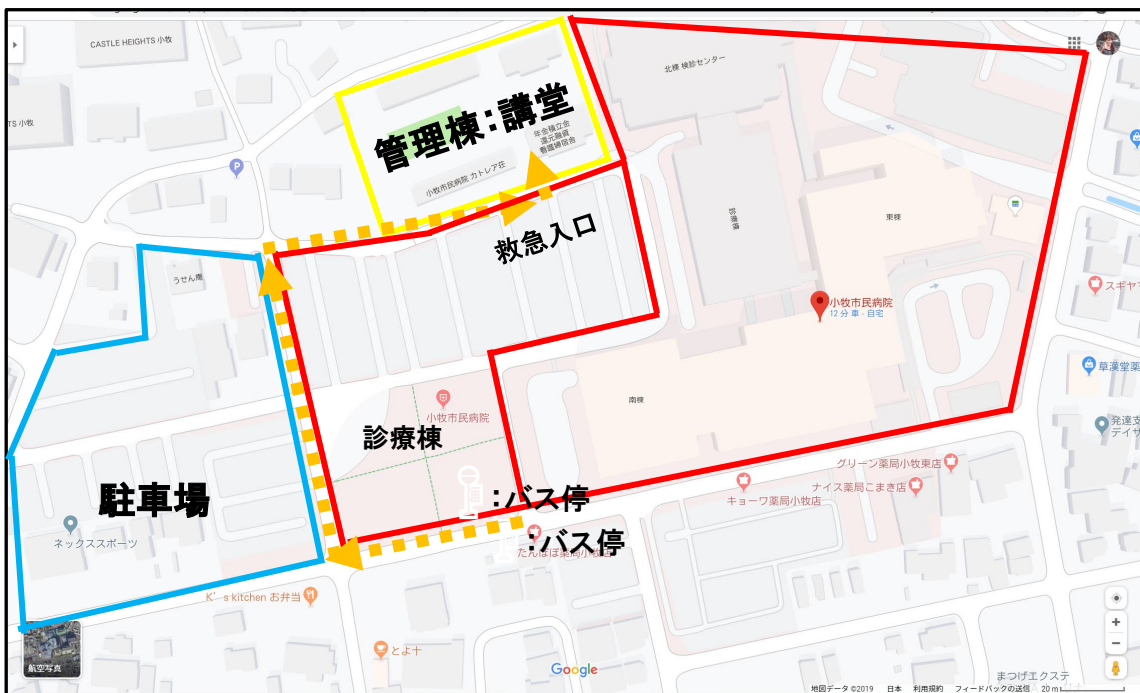 CASTLE HEIGHTS 小牧
TS 小牧
北棟 検診センター
管理棟：講堂
年金積立金
還元融資
看護婦宿舎
小牧市民病院 カトレア荘
P
救急入口
診療棟
東棟
うせん庵
小牧市民病院
12 分 車 - 自宅
スギヤマ
草漢堂薬
小牧市民病院
南棟
診療棟
発達支
デイサ
グリーン薬局小牧東店
ナイス薬局こまき店
キョーワ薬局小牧店
駐車場
：バス停
ネックススポーツ
：バス停
たんぽぽ薬局小牧店
K’s kitchen お弁当
とよ十
航空写真
Google
まつげエクステ
地図データ ©2019 日本 利用規約 フィードバックの送信 20 m